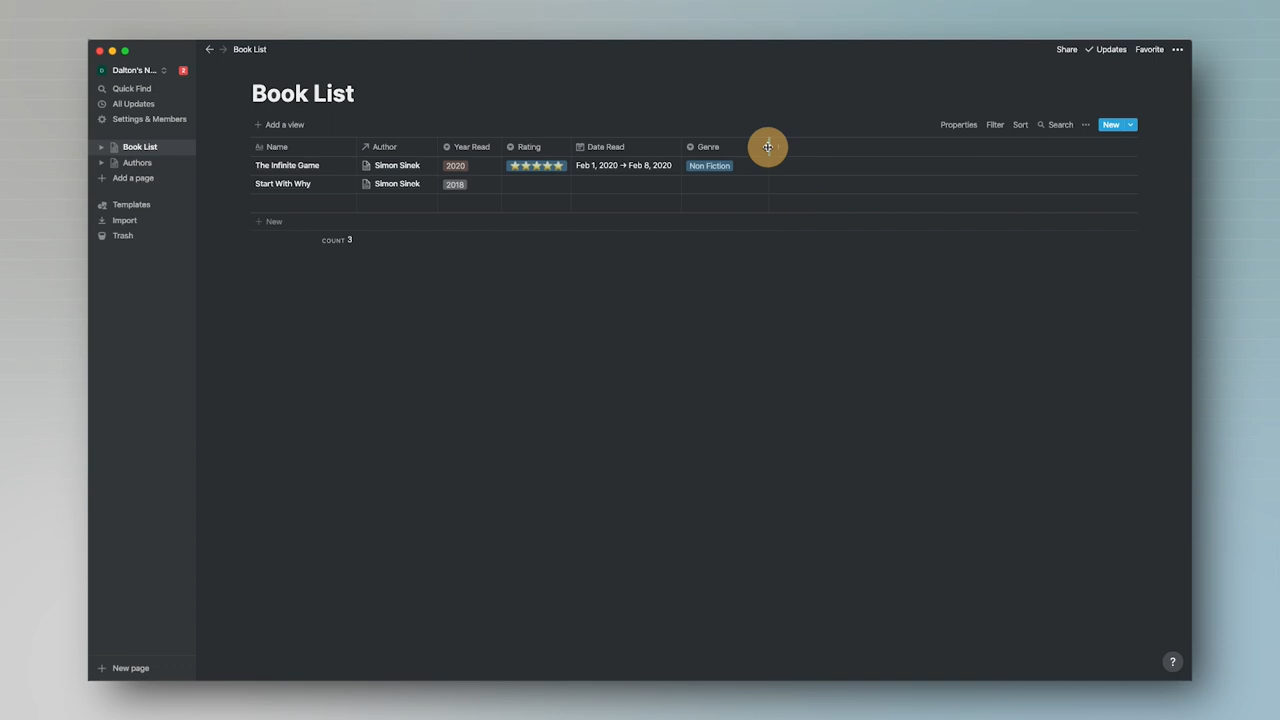 Book List
Share Updates Favorite •••
D Dalton's N... 2
Quick Find
All Updates
Settings & Members
Book List
Authors
+ Add a page
Templates
Import
Trash
+ New page
Book List
+ Add a view
Properties Filter Sort Search ••• New
Name Author Year Read Rating Date Read Genre +
The Infinite Game Simon Sinek 2020 ⭐⭐⭐⭐⭐ Feb 1, 2020 → Feb 8, 2020 Non Fiction
Start With Why Simon Sinek 2018
+ New
COUNT 3
?